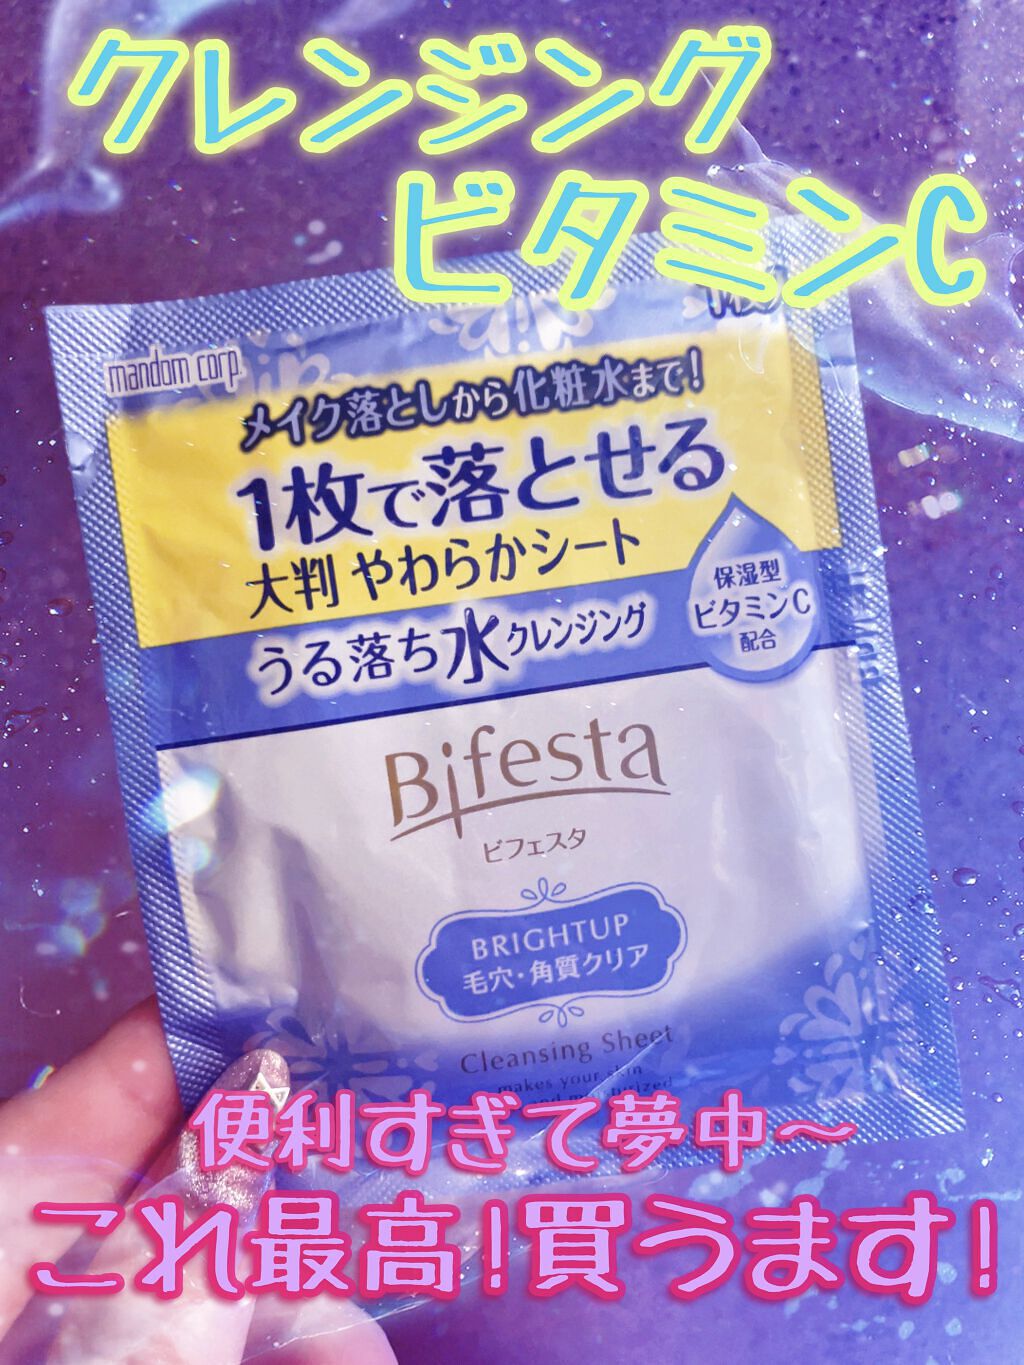 クレンジング
ビタミンC
mandom corp.
メイク落としから化粧水まで!
1枚で落とせる
大判 やわらかシート
うる落ち水クレンジング
保湿型
ビタミンC
配合
Bifesta
ビフェスタ
BRIGHTUP
毛穴・角質クリア
Cleansing Sheet
makes your skin
便利すぎて夢中〜
これ最高!買うます!